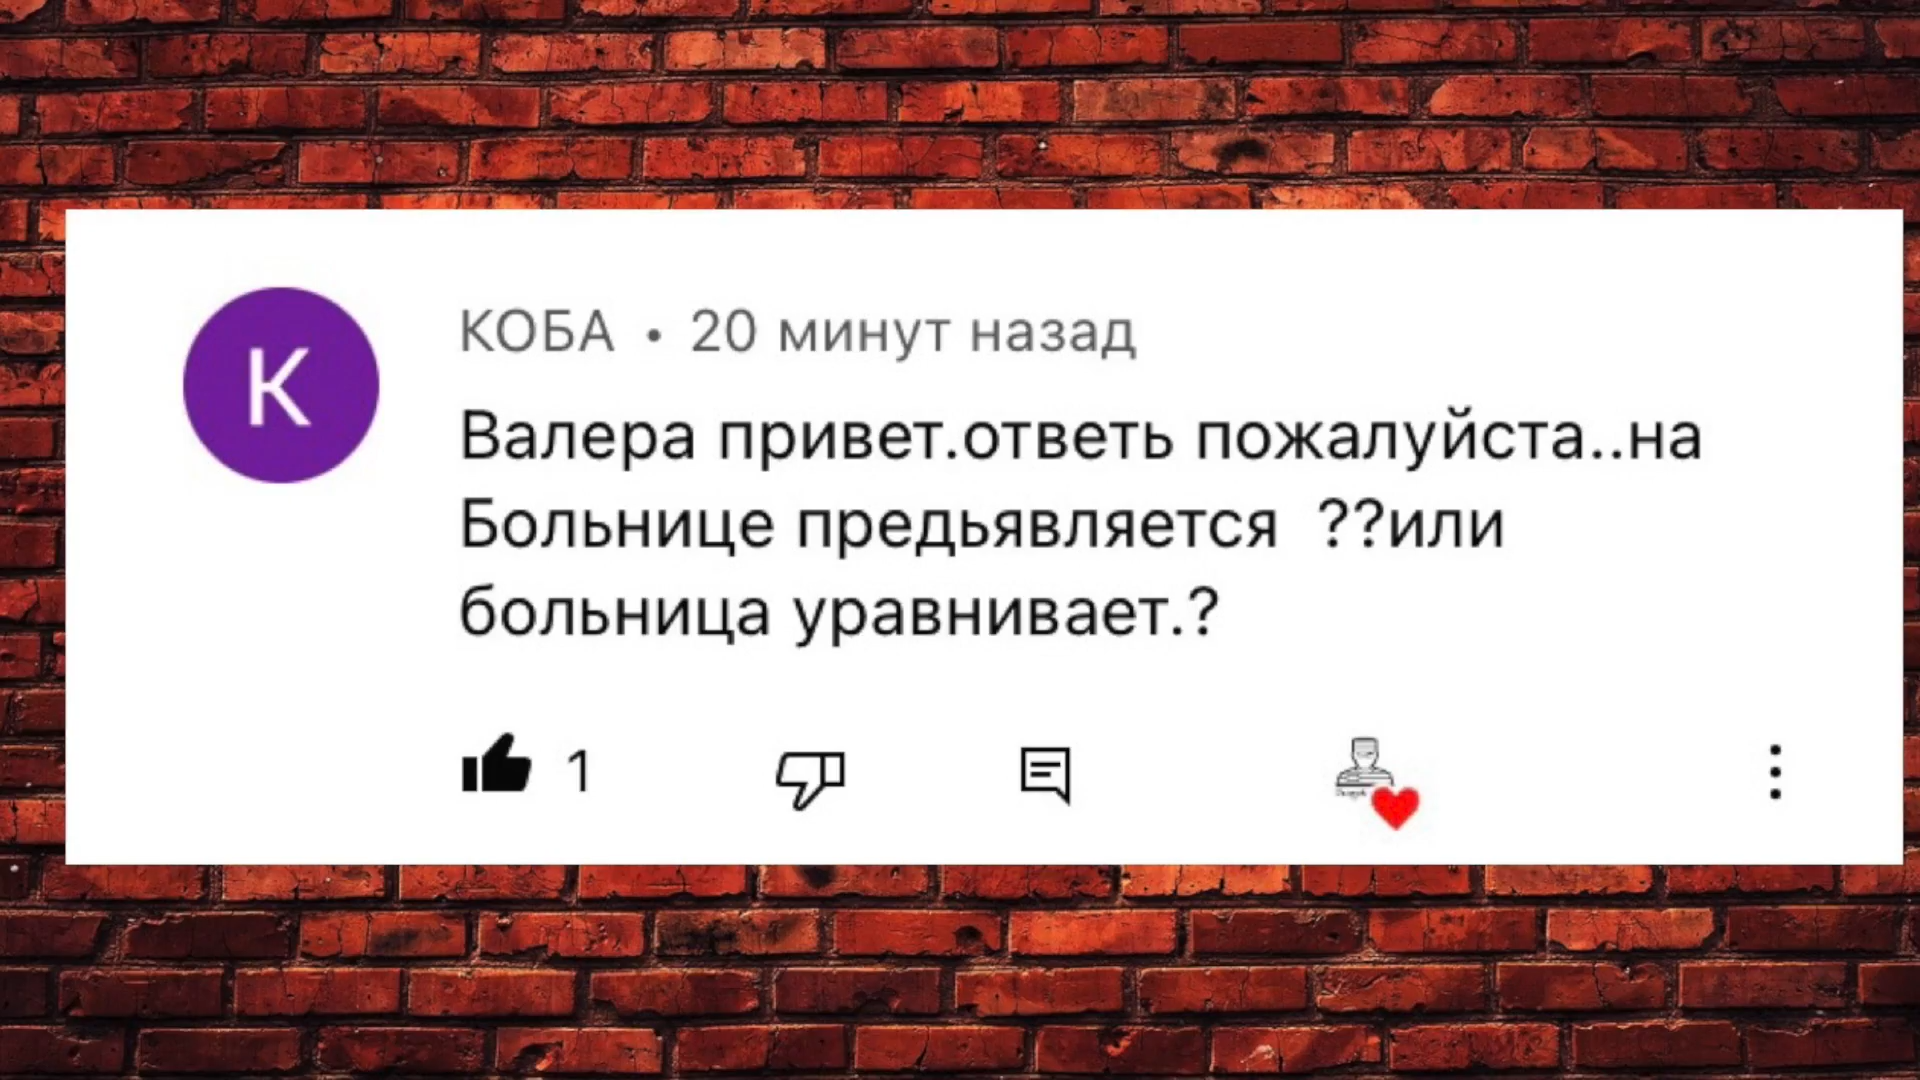 К
КОБА • 20 минут назад
Валера привет.ответь пожалуйста..на
Больнице предьявляется ??или
больница уравнивает.?
1